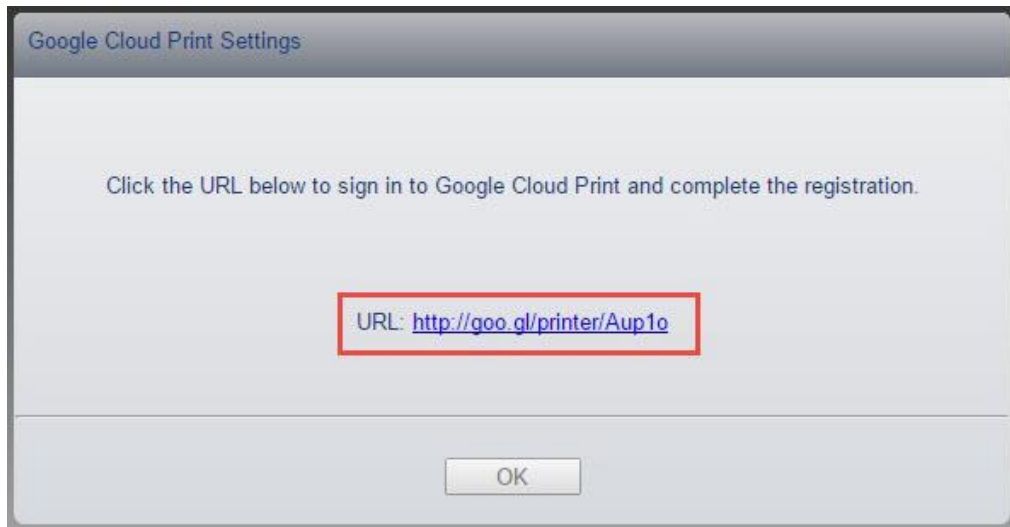 Google Cloud Print Settings
Click the URL below to sign in to Google Cloud Print and complete the registration.
URL: http://goo.gl/printer/Aup1o
OK